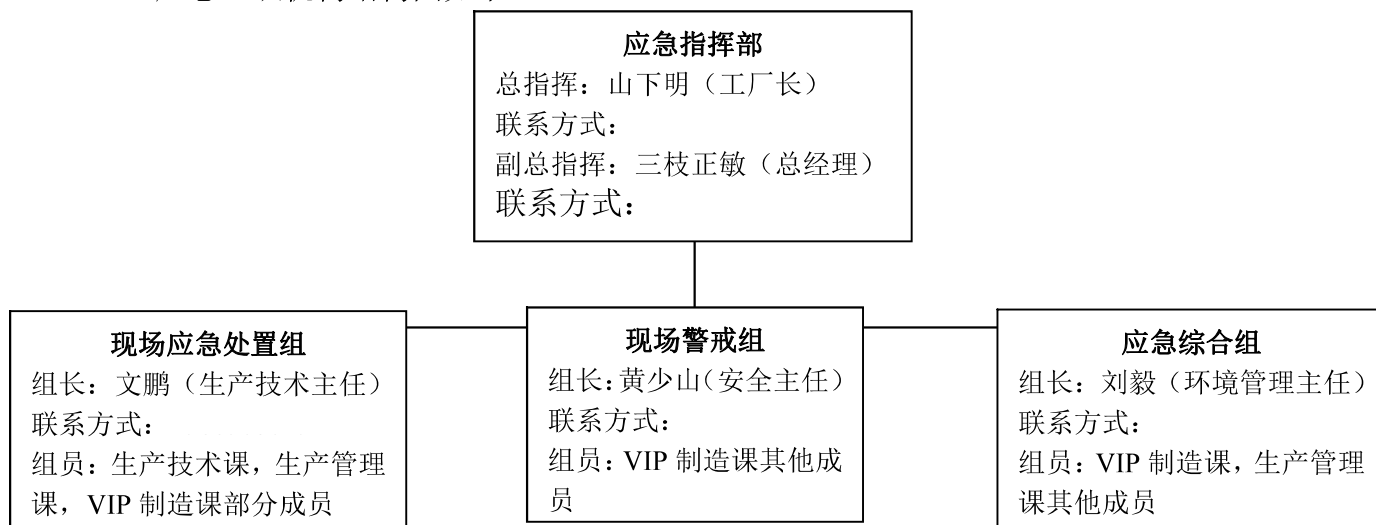 应急指挥部
总指挥：山下明（工厂长）
联系方式：
副总指挥：三枝正敏（总经理）
联系方式：
现场应急处置组
组长：文鹏（生产技术主任）
联系方式：
组员：生产技术课，生产管理
课，VIP 制造课部分成员
现场警戒组
组长：黄少山（安全主任）
联系方式：
组员：VIP 制造课其他成
员
应急综合组
组长：刘毅（环境管理主任）
联系方式：
组员：VIP 制造课，生产管理
课其他成员